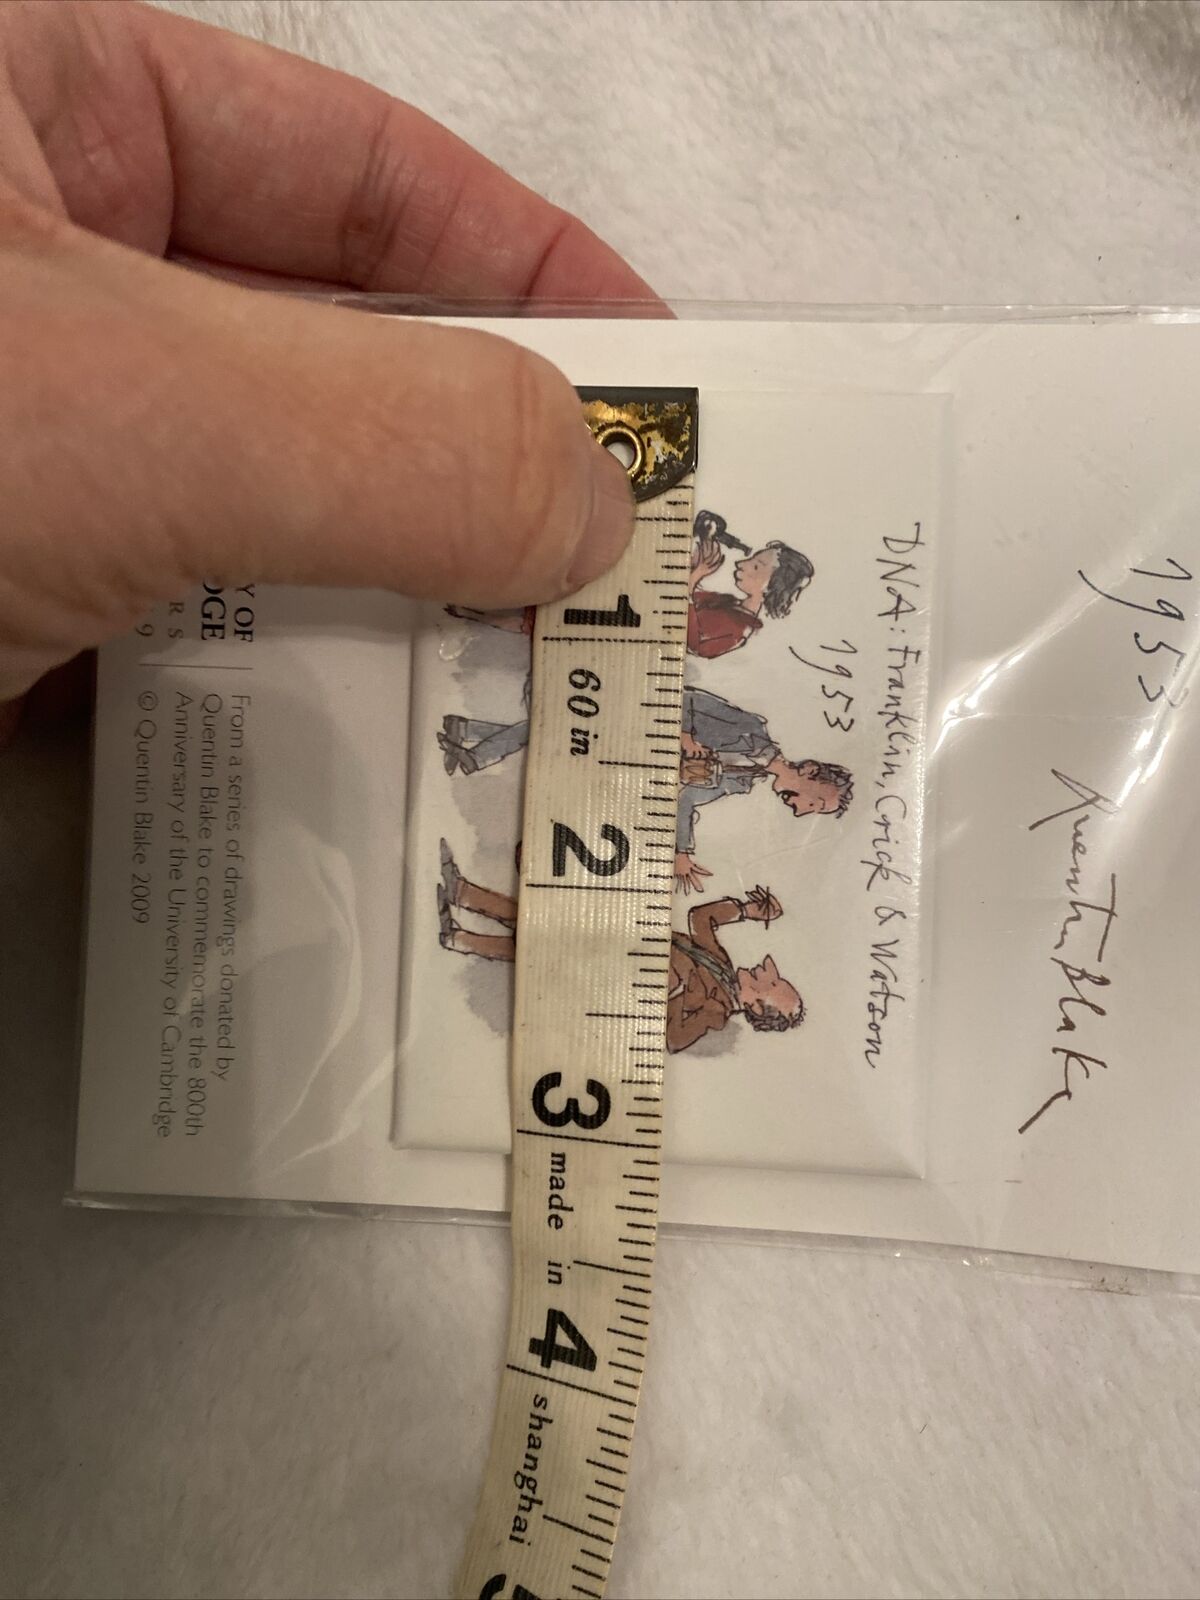 1953
Quentin Blake
DNA: Franklin, Crick & Watson
1953
1
60 in
2
3
made in
4
shanghai
5
Y OF
DGE
R S
9
From a series of drawings donated by
Quentin Blake to commemorate the 800th
Anniversary of the University of Cambridge
© Quentin Blake 2009